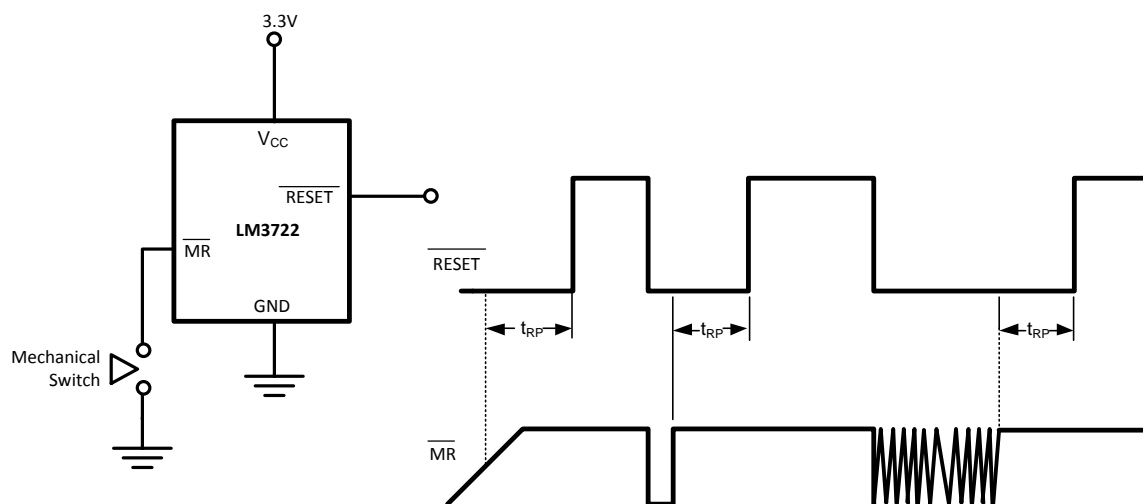 3.3V
VCC
RESET
LM3722
MR
GND
Mechanical
Switch
RESET
tRP
tRP
tRP
MR